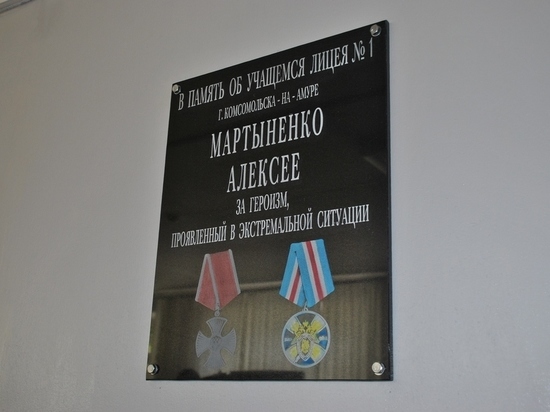 В ПАМЯТЬ ОБ УЧАЩЕМСЯ ЛИЦЕЯ № 1
Г. КОМСОМОЛЬСКА - НА - АМУРЕ
МАРТЫНЕНКО
АЛЕКСЕЕ
ЗА ГЕРОИЗМ,
ПРОЯВЛЕННЫЙ В ЭКСТРЕМАЛЬНОЙ СИТУАЦИИ